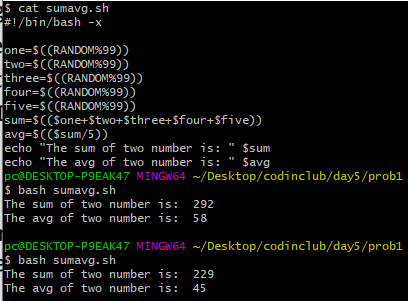 $ cat sumavg.sh
#!/bin/bash -x
one=$((RANDOM%99))
two=$((RANDOM%99))
three=$((RANDOM%99))
four=$((RANDOM%99))
five=$((RANDOM%99))
sum=$(($one+$two+$three+$four+$five))
avg=$(($sum/5))
echo "The sum of two number is: " $sum
echo "The avg of two number is: " $avg
pc@DESKTOP-P9EAK47 MINGW64 ~/Desktop/codinclub/day5/prob1
$ bash sumavg.sh
The sum of two number is:  292
The avg of two number is:  58
pc@DESKTOP-P9EAK47 MINGW64 ~/Desktop/codinclub/day5/prob1
$ bash sumavg.sh
The sum of two number is:  229
The avg of two number is:  45